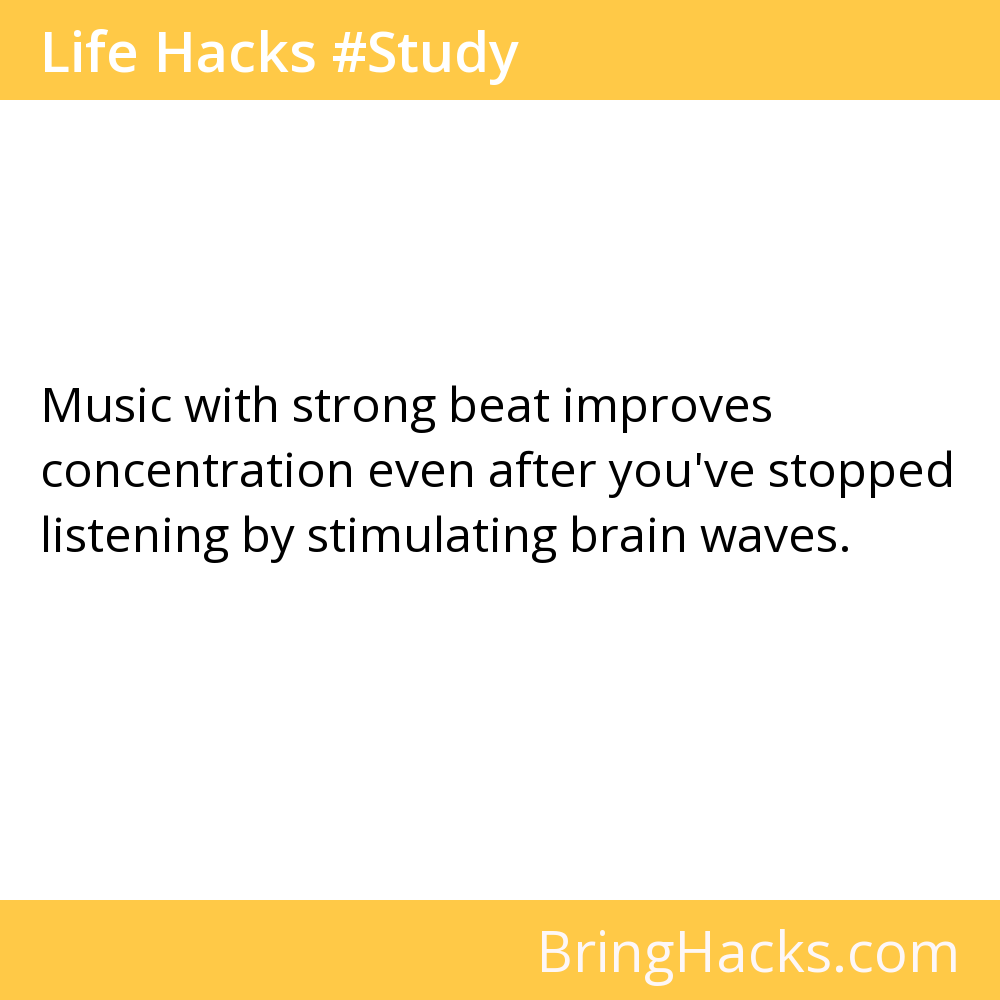 Life Hacks #Study
Music with strong beat improves
concentration even after you've stopped
listening by stimulating brain waves.
BringHacks.com